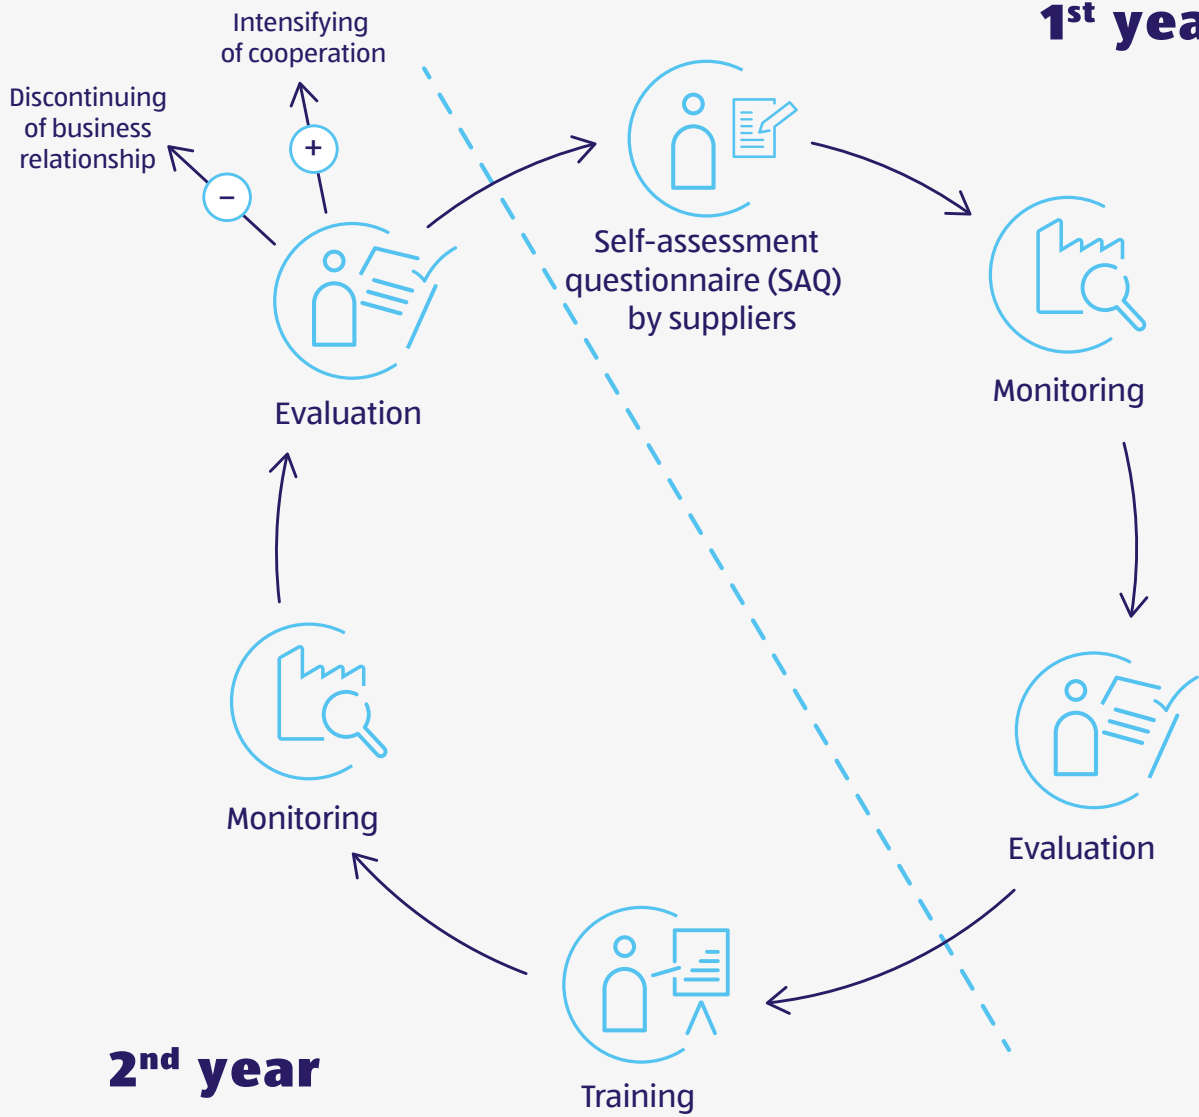 1st yea
Intensifying
of cooperation
Discontinuing
of business
relationship
+
–
Self-assessment
questionnaire (SAQ)
by suppliers
Monitoring
Evaluation
Evaluation
Monitoring
Training
2nd year